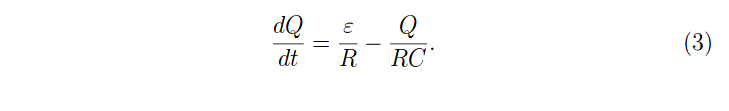 dQ/dt = ε/R − Q/RC. (3)